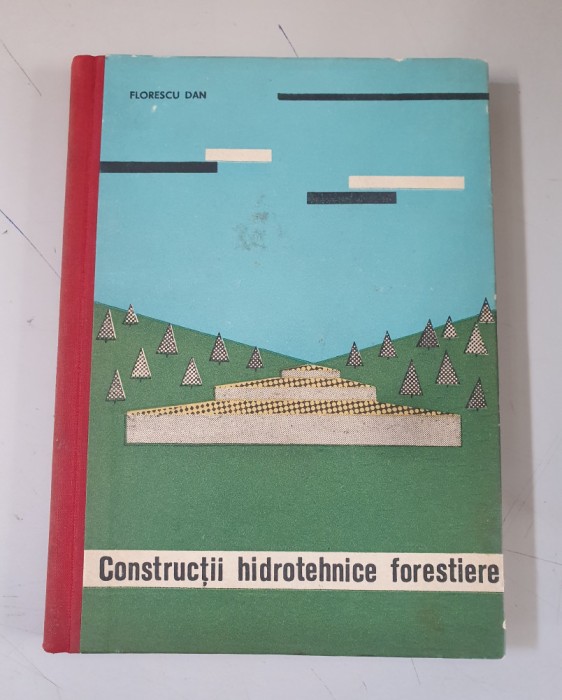 FLORESCU DAN
Construcții hidrotehnice forestiere